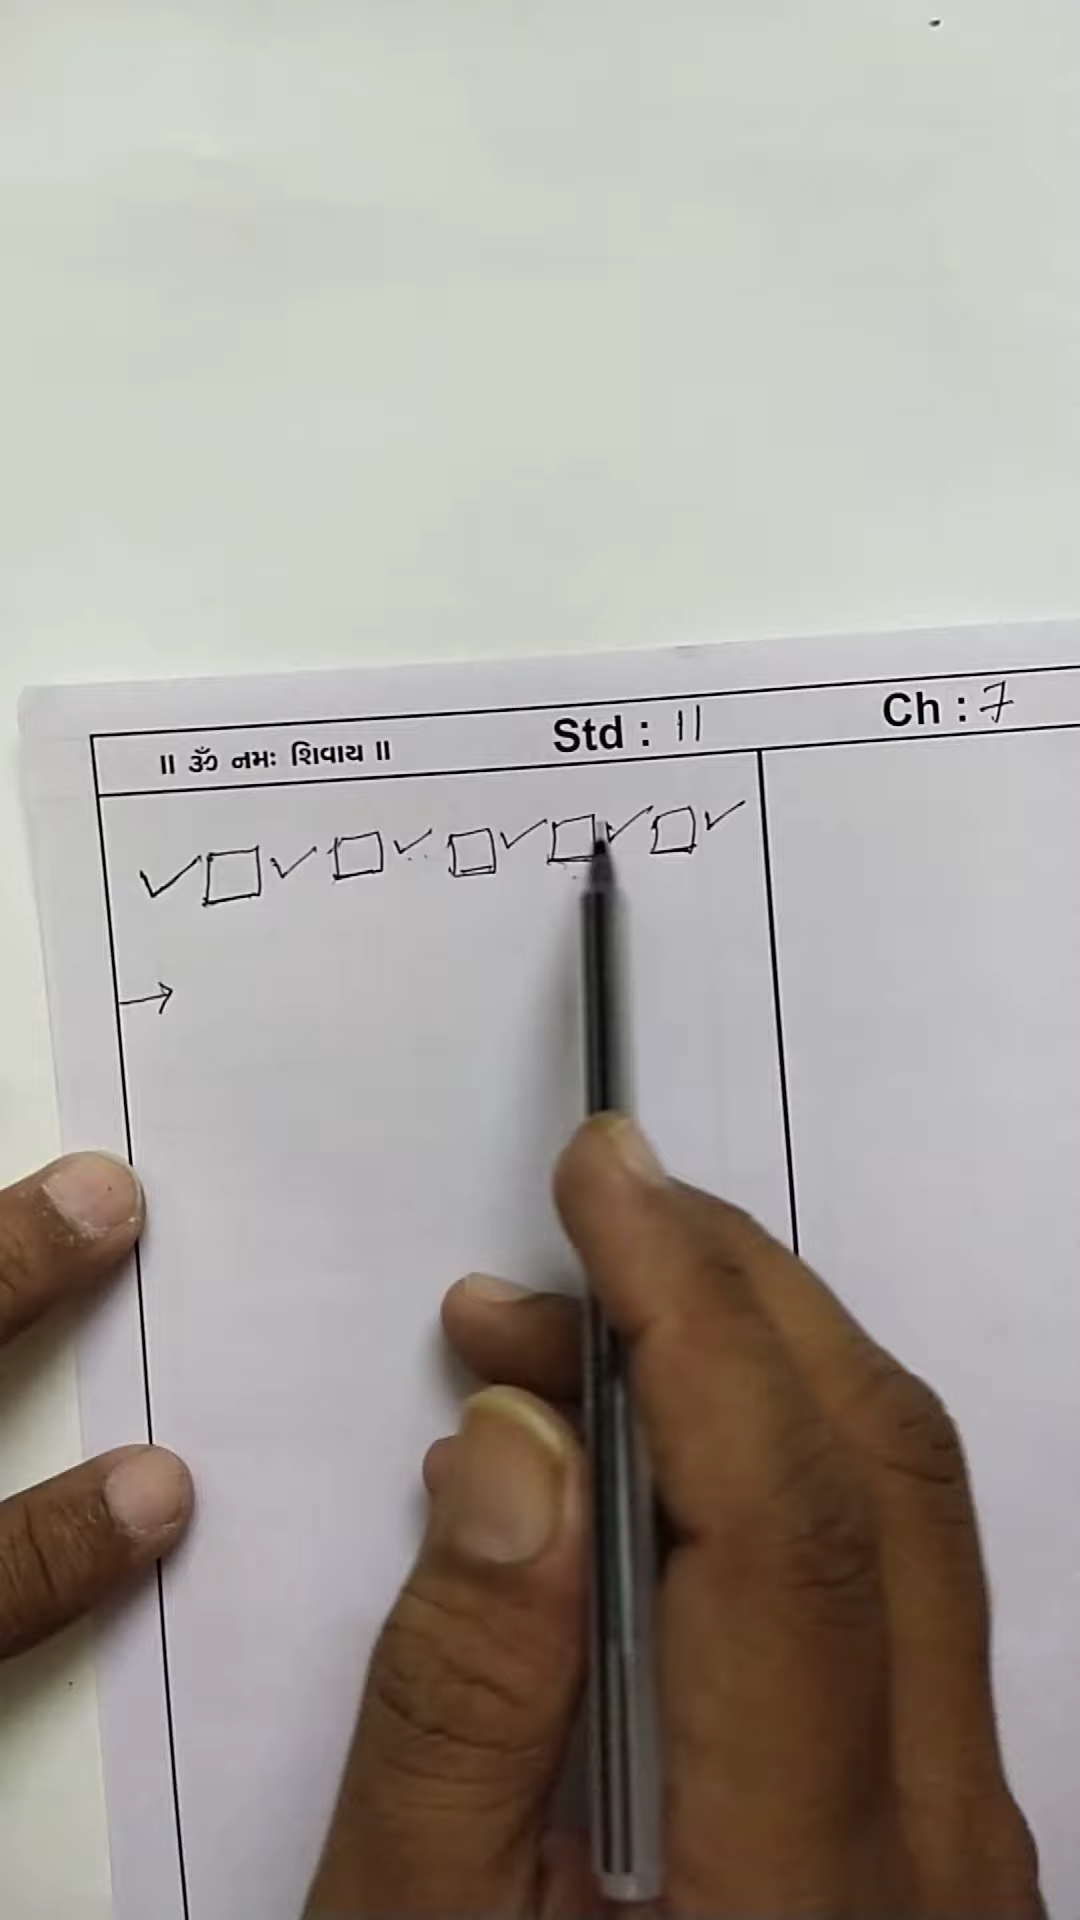 ॥ ૐ નમઃ શિવાય ॥ Std : 11 Ch : 7
✓ □ ✓ □ ✓ □ ✓ □ ✓ □ ✓
→